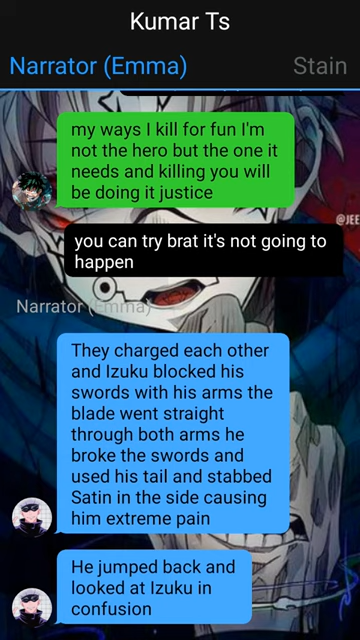 Kumar Ts
Narrator (Emma) Stain
my ways I kill for fun I'm
not the hero but the one it
needs and killing you will
be doing it justice
@JEE
you can try brat it's not going to
happen
Narrator (Emma)
They charged each other
and Izuku blocked his
swords with his arms the
blade went straight
through both arms he
broke the swords and
used his tail and stabbed
Satin in the side causing
him extreme pain
He jumped back and
looked at Izuku in
confusion